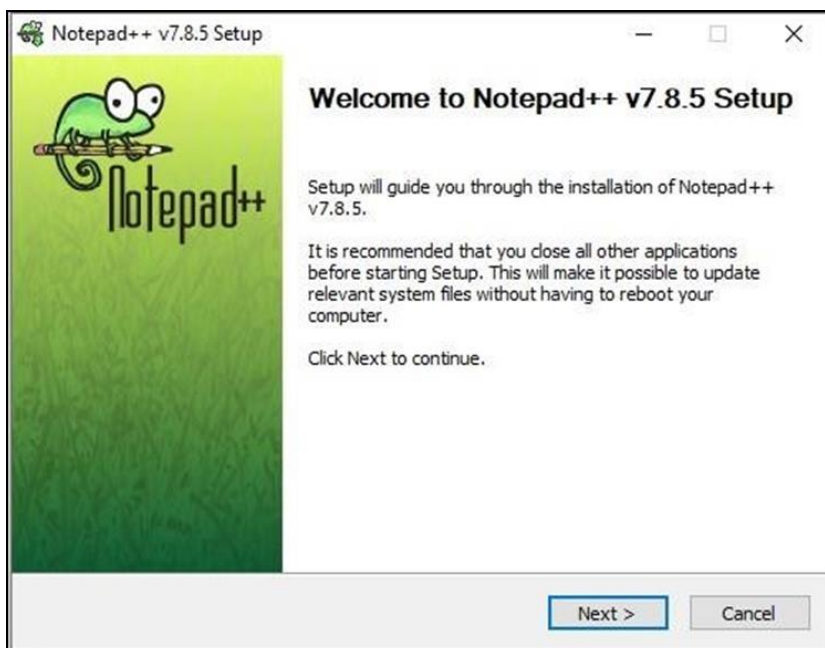 Notepad++ v7.8.5 Setup
Welcome to Notepad++ v7.8.5 Setup
Notepad++
Setup will guide you through the installation of Notepad++
v7.8.5.
It is recommended that you close all other applications
before starting Setup. This will make it possible to update
relevant system files without having to reboot your
computer.
Click Next to continue.
Next >
Cancel